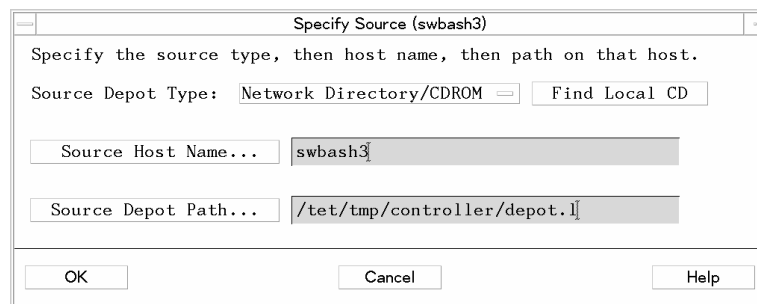 Specify Source (swbash3)
Specify the source type, then host name, then path on that host.
Source Depot Type: Network Directory/CDROM Find Local CD
Source Host Name... swbash3
Source Depot Path... /tet/tmp/controller/depot.l
OK Cancel Help